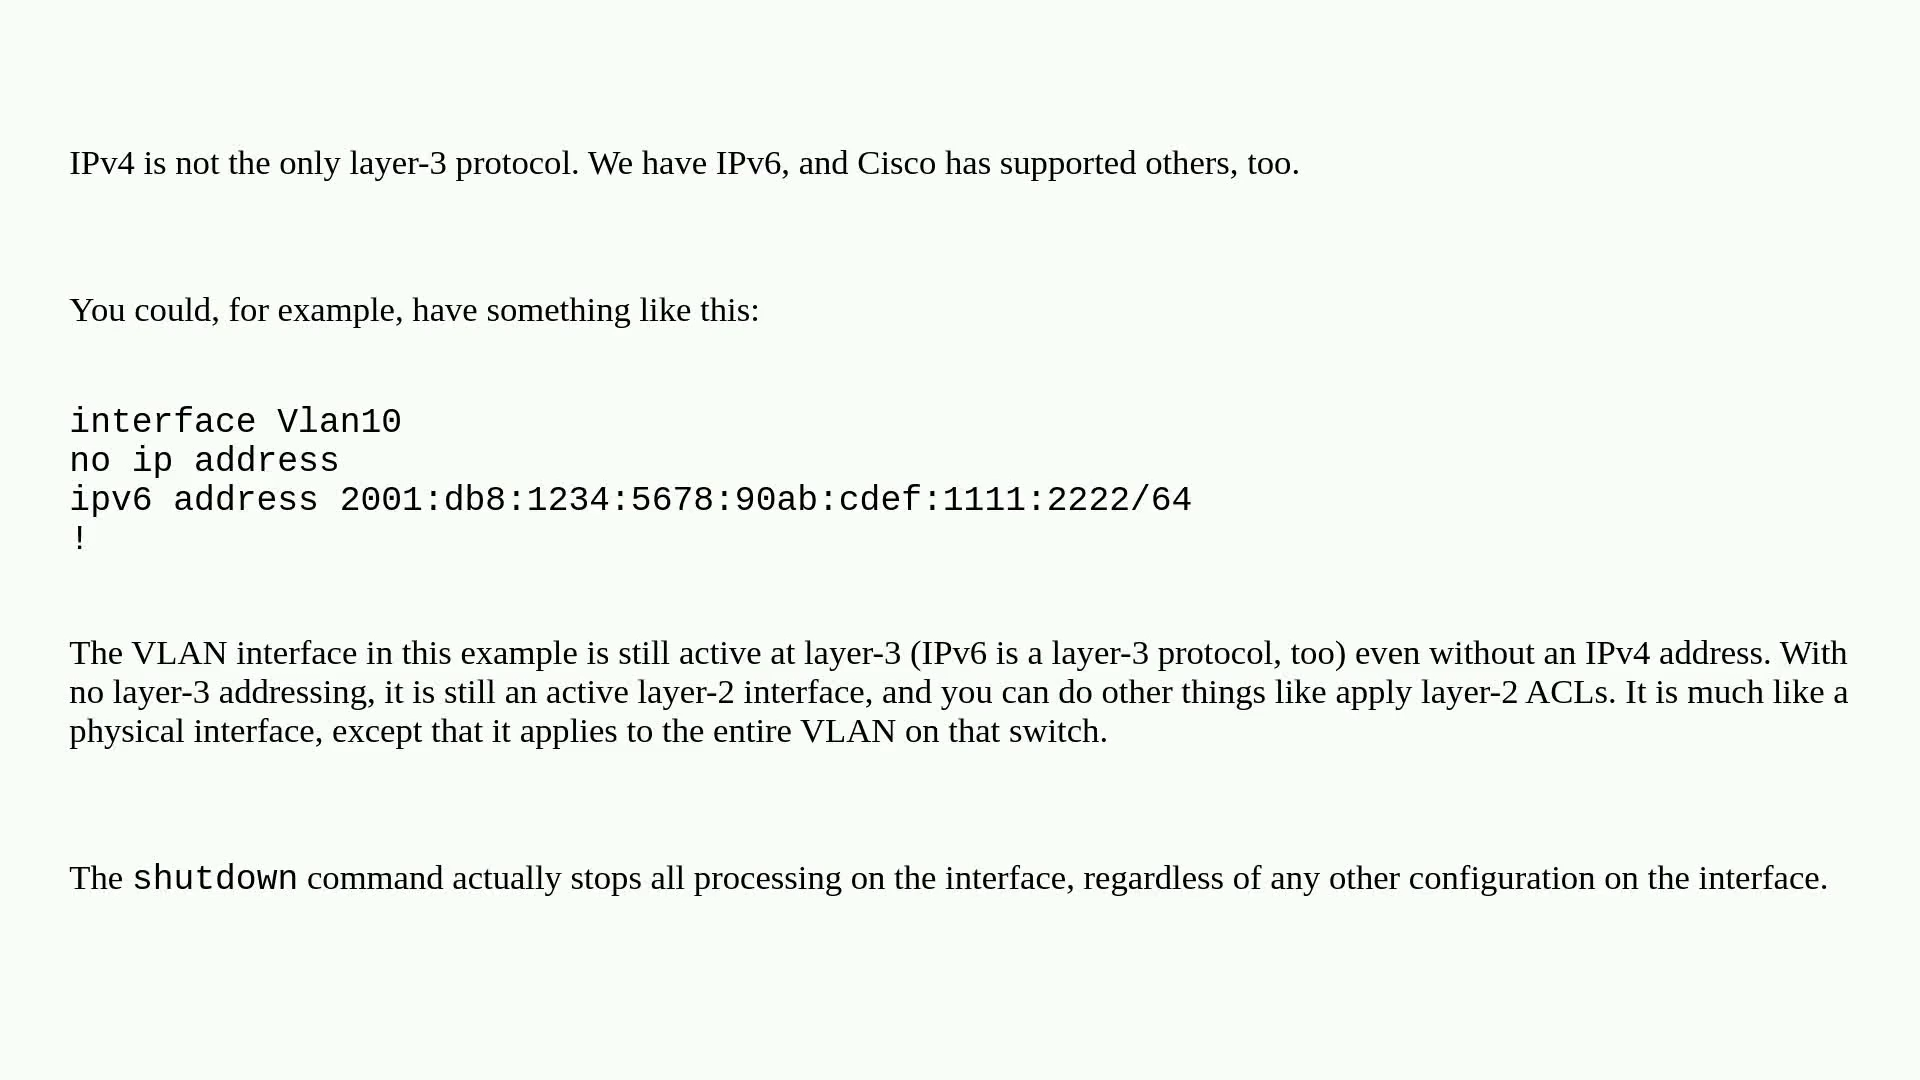 IPv4 is not the only layer-3 protocol. We have IPv6, and Cisco has supported others, too.
You could, for example, have something like this:
interface Vlan10
no ip address
ipv6 address 2001:db8:1234:5678:90ab:cdef:1111:2222/64
!
The VLAN interface in this example is still active at layer-3 (IPv6 is a layer-3 protocol, too) even without an IPv4 address. With
no layer-3 addressing, it is still an active layer-2 interface, and you can do other things like apply layer-2 ACLs. It is much like a
physical interface, except that it applies to the entire VLAN on that switch.
The shutdown command actually stops all processing on the interface, regardless of any other configuration on the interface.